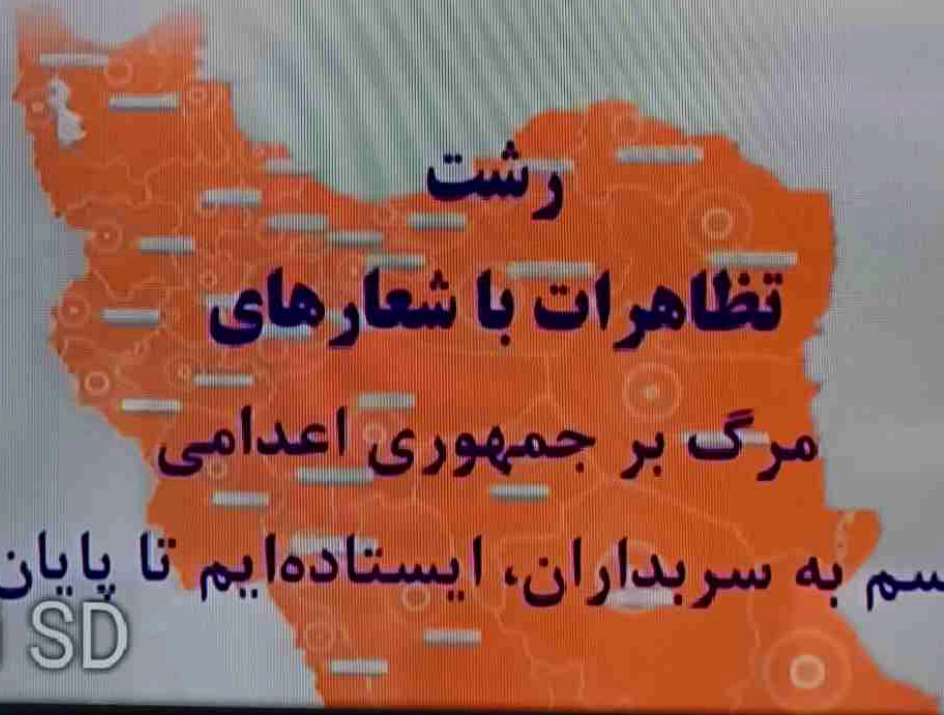 رشت
تظاهرات با شعارهای
مرگ بر جمهوری اعدامی
سم به سربداران، ایستاده‌ایم تا پایان
SD